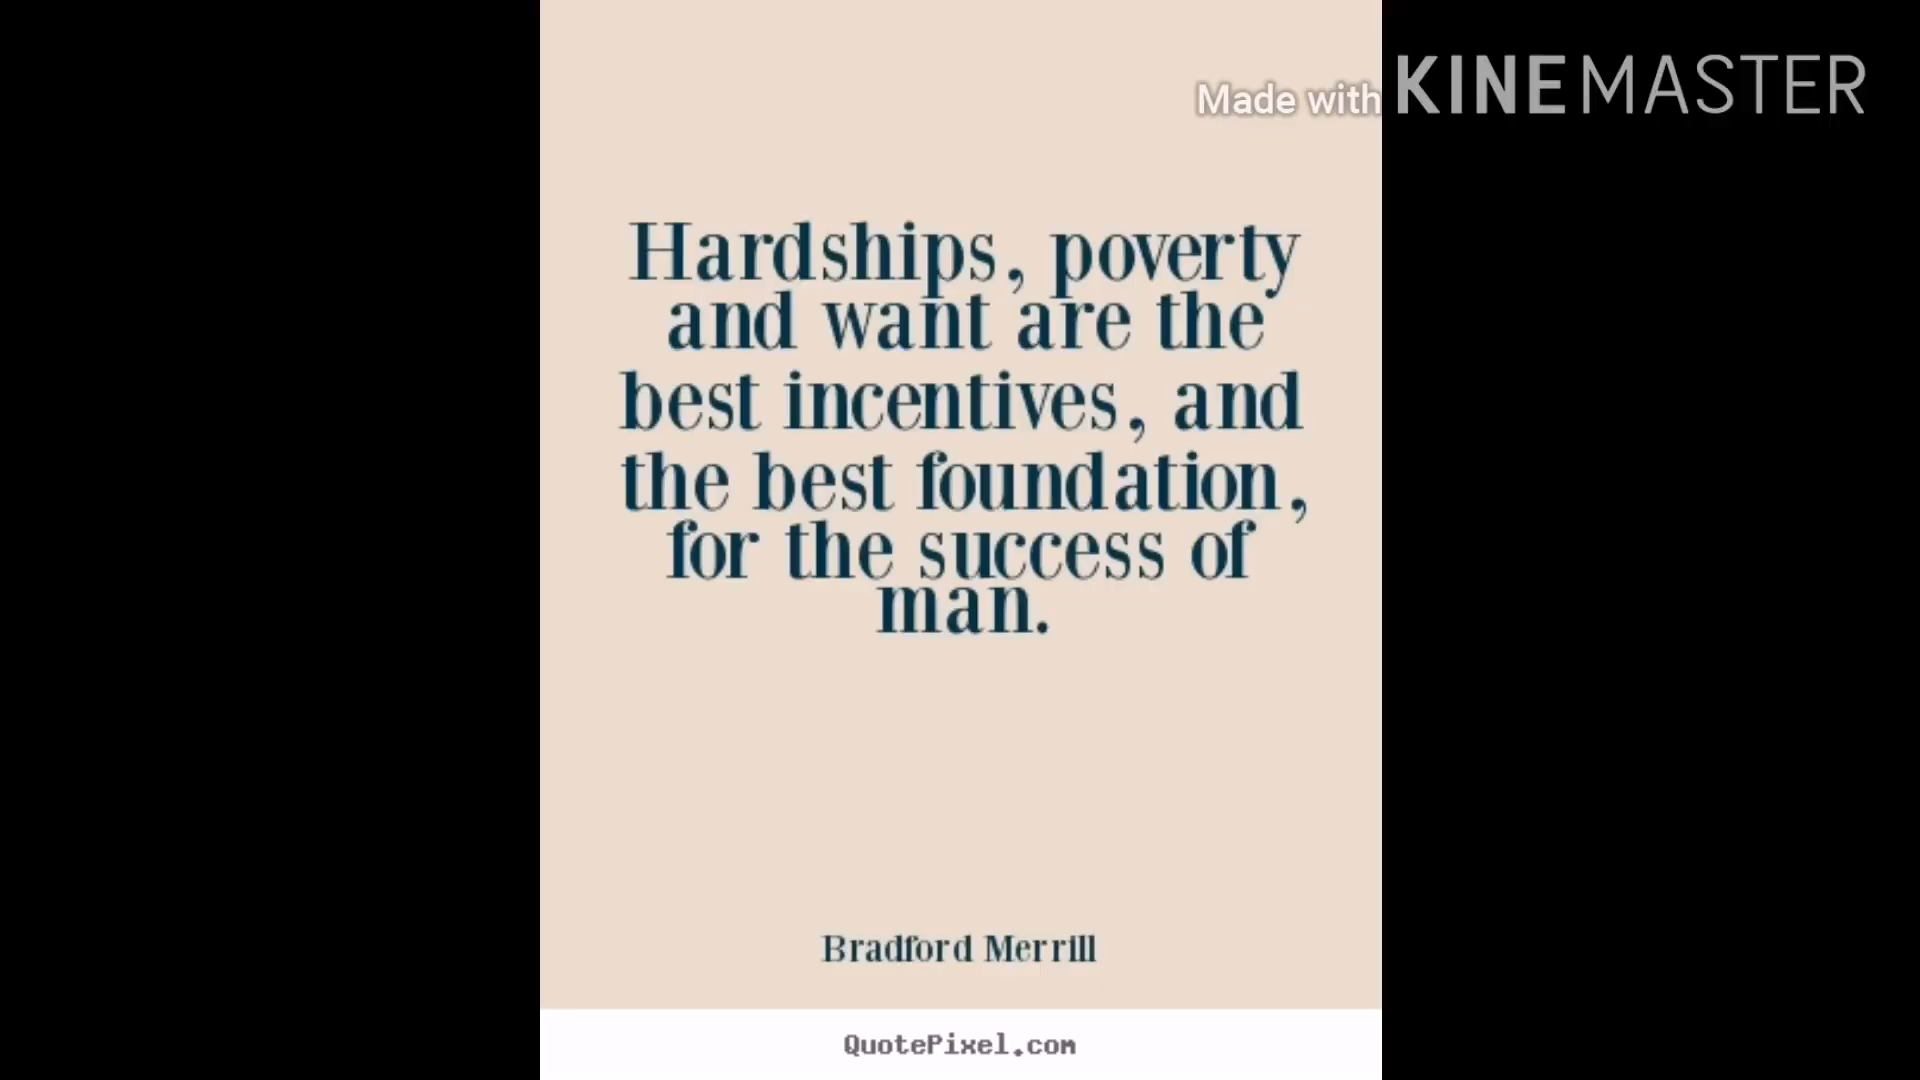 Made with KINEMASTER
Hardships, poverty
and want are the
best incentives, and
the best foundation,
for the success of
man.
Bradford Merrill
QuotePixel.com